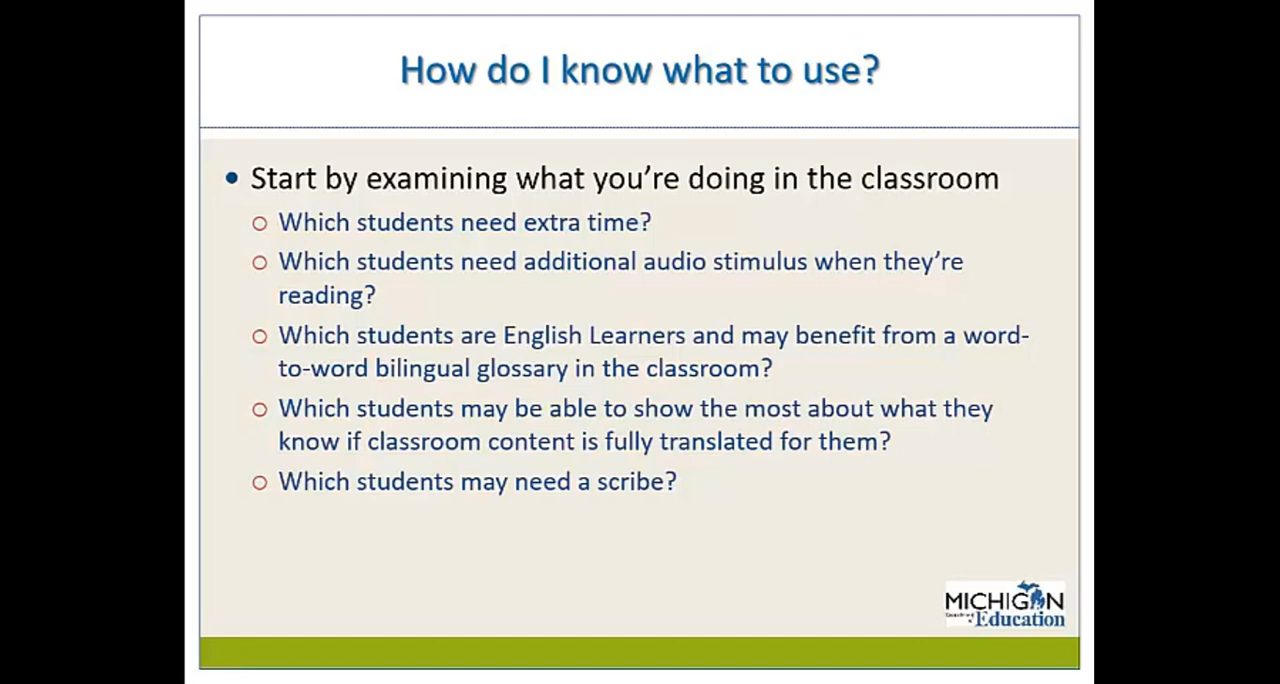 How do I know what to use?
• Start by examining what you're doing in the classroom
○ Which students need extra time?
○ Which students need additional audio stimulus when they're
reading?
○ Which students are English Learners and may benefit from a word-
to-word bilingual glossary in the classroom?
○ Which students may be able to show the most about what they
know if classroom content is fully translated for them?
○ Which students may need a scribe?
MICHIGAN
Education